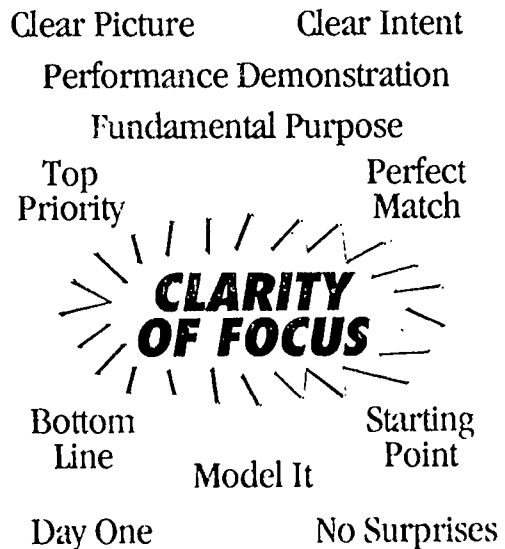 Clear Picture Clear Intent
Performance Demonstration
Fundamental Purpose
Top Perfect
Priority Match
CLARITY
OF FOCUS
Bottom Starting
Line Point
Model It
Day One No Surprises